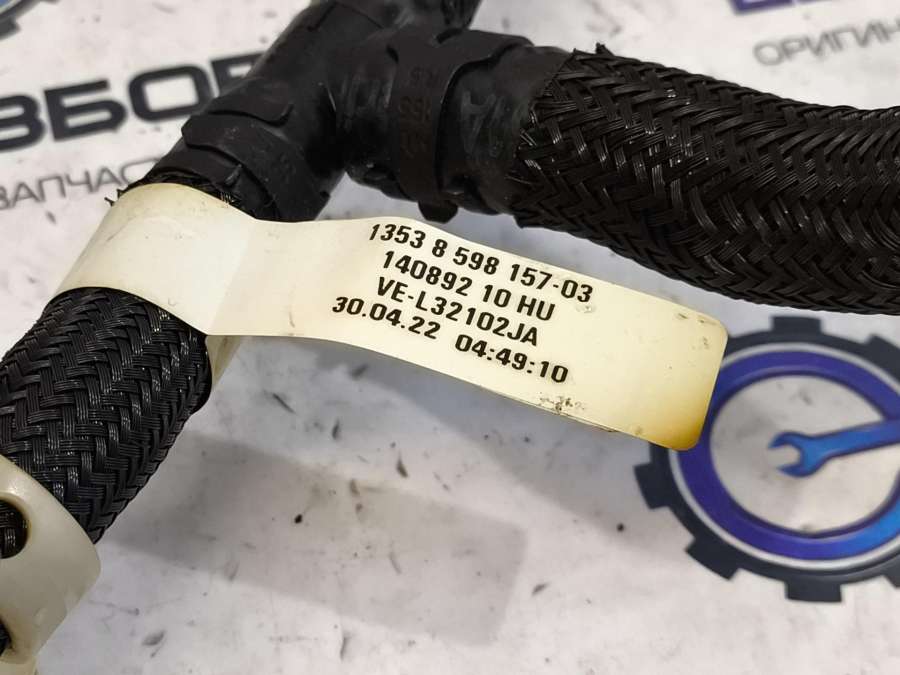 ЗБОР
ЗАПЧАС
ОРИГИН
1353 8 598 157-03
140892 10 HU
VE-L32102JA
30.04.22 04:49:10